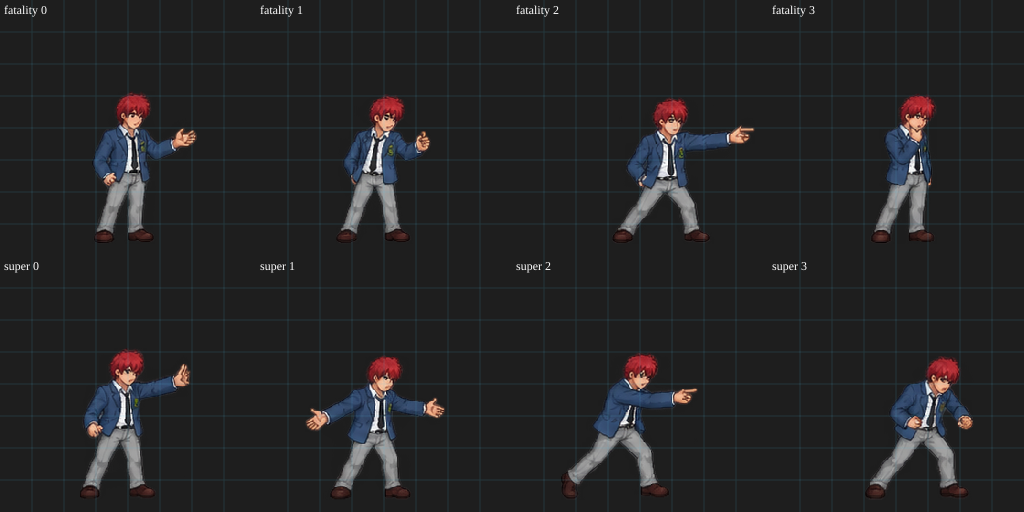 fatality 0
fatality 1
fatality 2
fatality 3
super 0
super 1
super 2
super 3